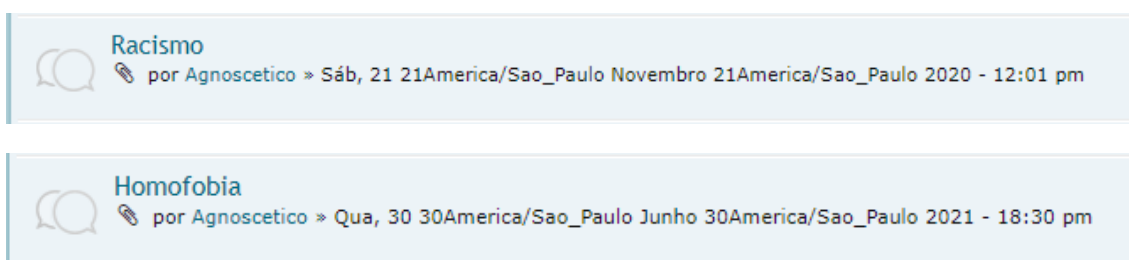 Racismo
por Agnoscetico » Sáb, 21 21America/Sao_Paulo Novembro 21America/Sao_Paulo 2020 - 12:01 pm
Homofobia
por Agnoscetico » Qua, 30 30America/Sao_Paulo Junho 30America/Sao_Paulo 2021 - 18:30 pm